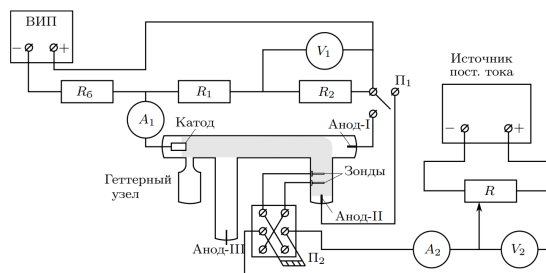 ВИП
− +
V₁
Источник
пост. тока
П₁
R_б
R₁
R₂
A₁
Катод
Анод-I
− +
Геттерный
узел
Зонды
R
Анод-II
Анод-III
П₂
A₂
V₂